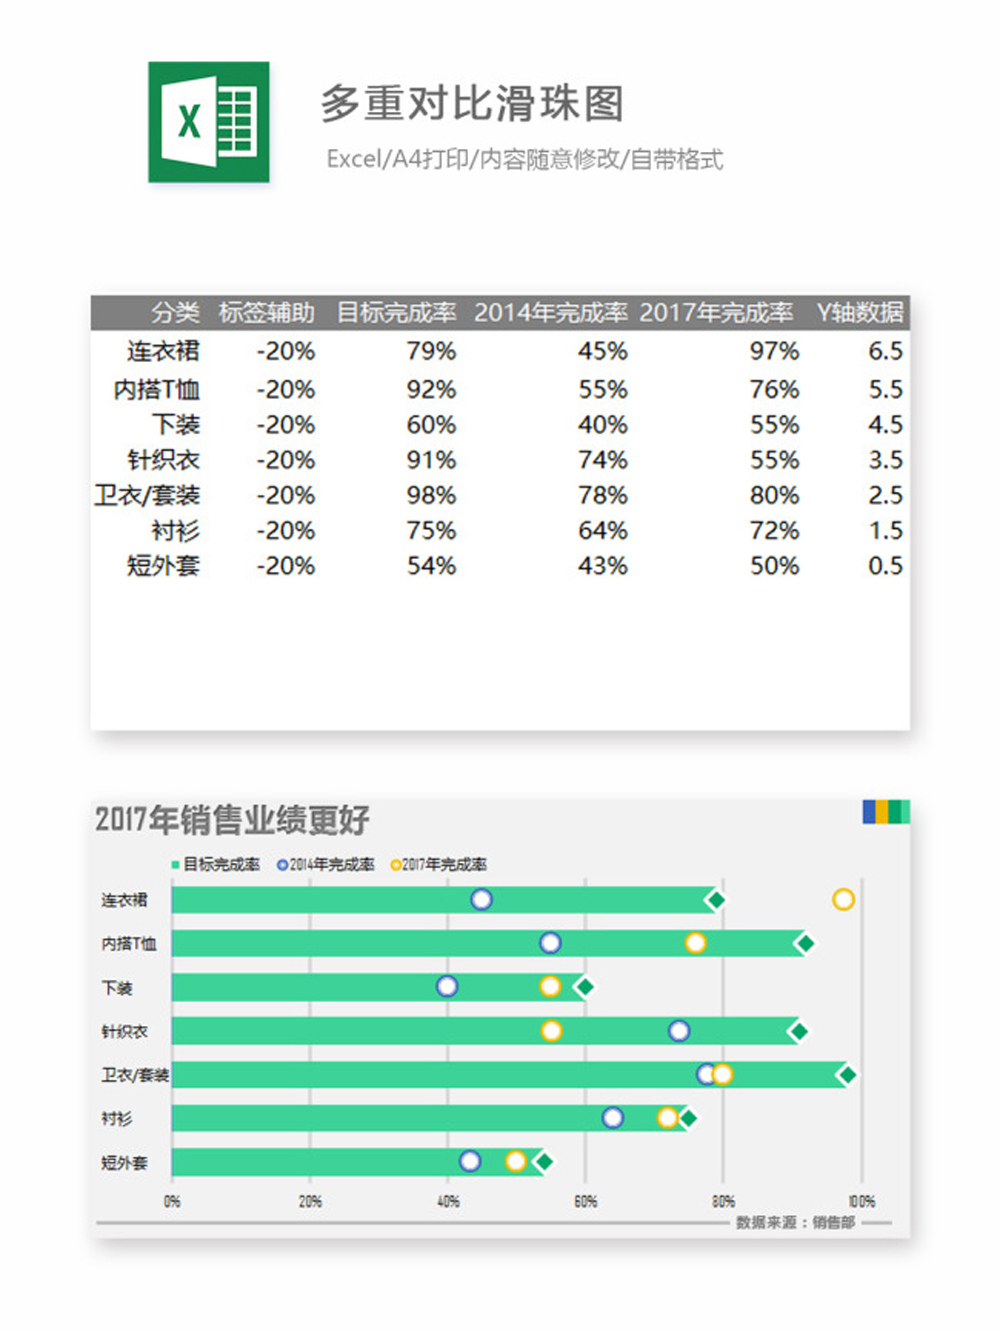 X
多重对比滑珠图
Excel/A4打印/内容随意修改/自带格式
分类 标签辅助 目标完成率 2014年完成率 2017年完成率 Y轴数据
连衣裙 -20% 79% 45% 97% 6.5
内搭T恤 -20% 92% 55% 76% 5.5
下装 -20% 60% 40% 55% 4.5
针织衣 -20% 91% 74% 55% 3.5
卫衣/套装 -20% 98% 78% 80% 2.5
衬衫 -20% 75% 64% 72% 1.5
短外套 -20% 54% 43% 50% 0.5
2017年销售业绩更好
目标完成率 2014年完成率 2017年完成率
连衣裙
内搭T恤
下装
针织衣
卫衣/套装
衬衫
短外套
0% 20% 40% 60% 80% 100%
数据来源：销售部